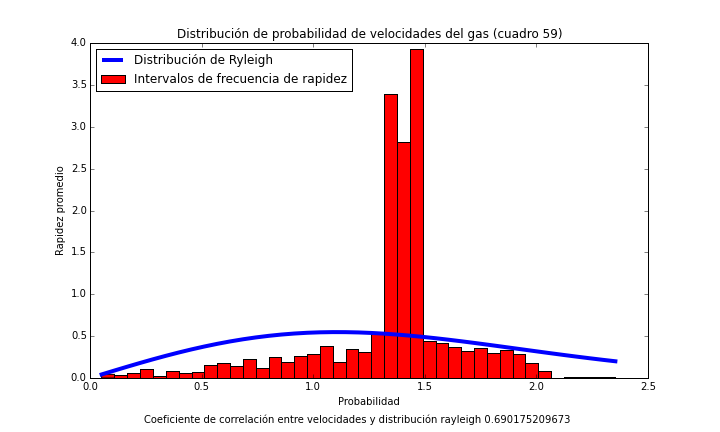 Distribución de probabilidad de velocidades del gas (cuadro 59)
Distribución de Ryleigh
Intervalos de frecuencia de rapidez
4.0
3.5
3.0
2.5
2.0
1.5
1.0
0.5
0.0
Rapidez promedio
0.0 0.5 1.0 1.5 2.0 2.5
Probabilidad
Coeficiente de correlación entre velocidades y distribución rayleigh 0.690175209673